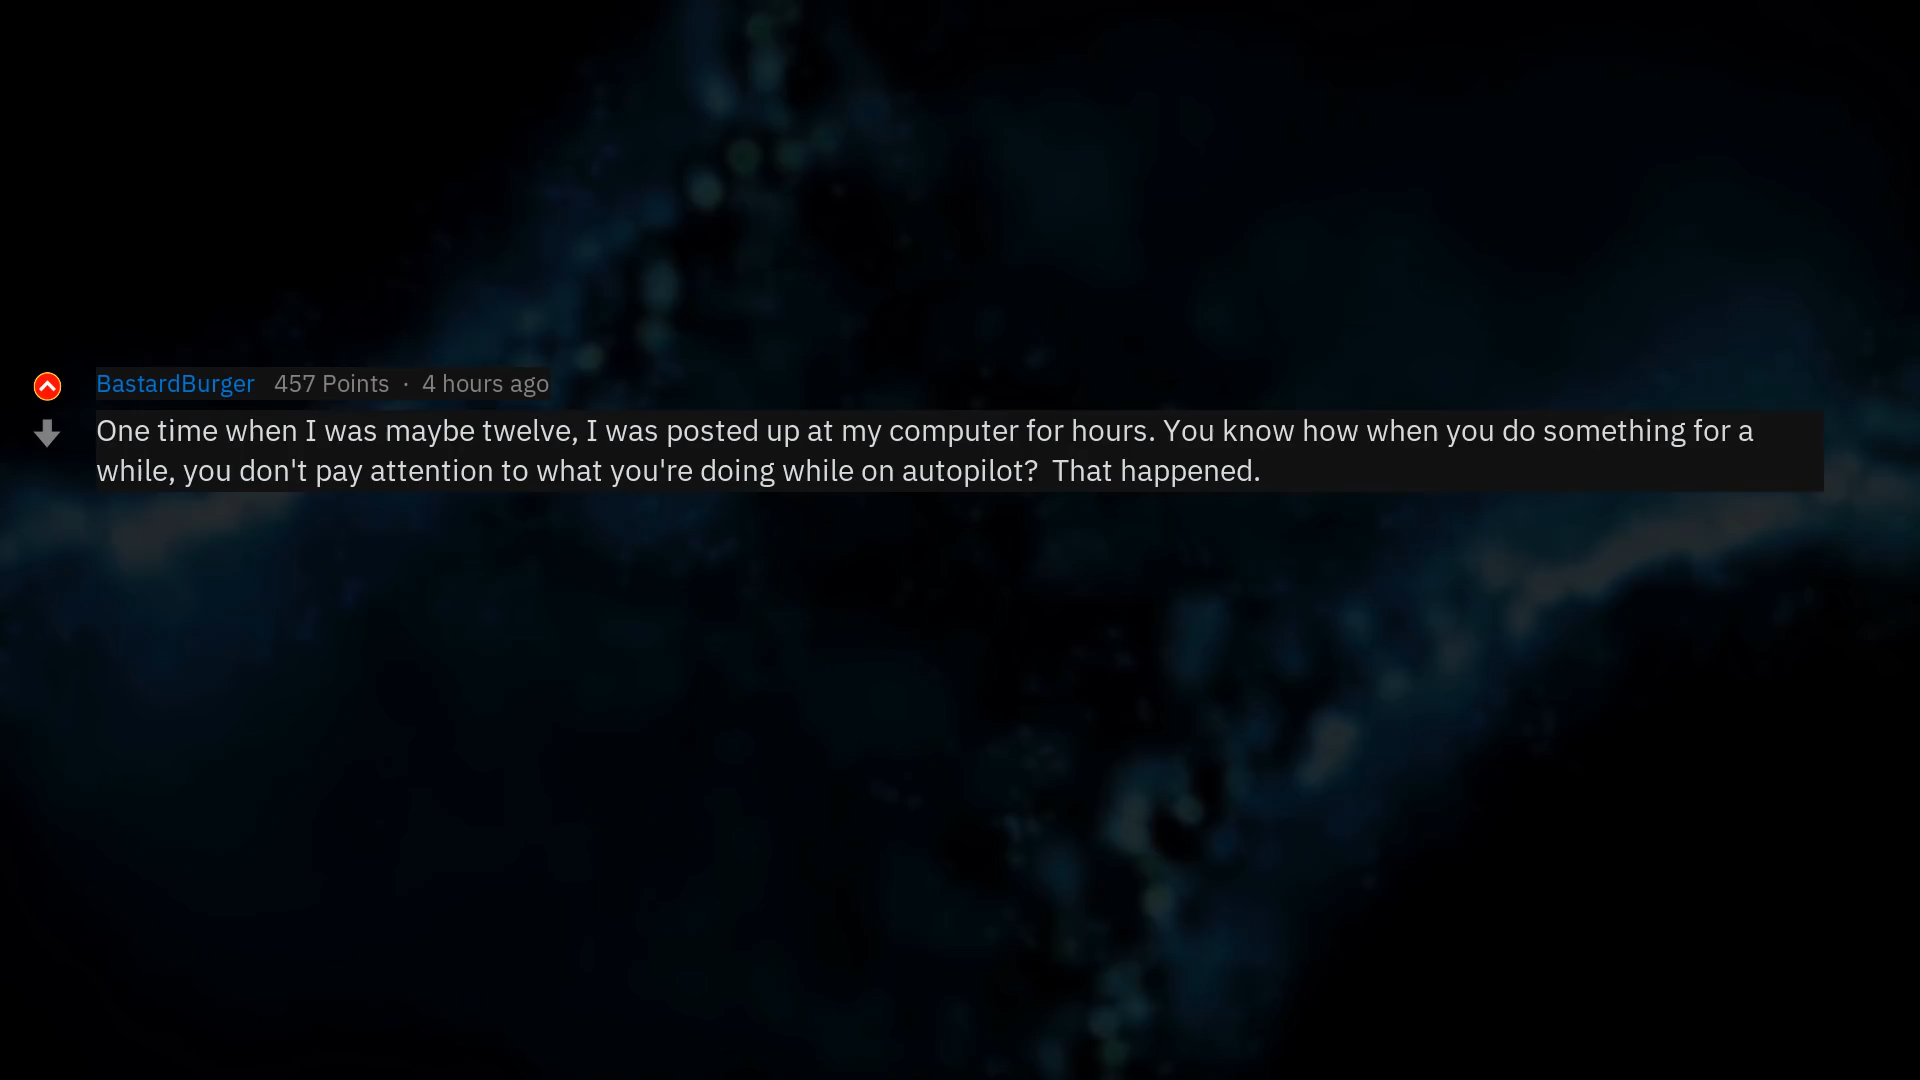 BastardBurger 457 Points · 4 hours ago
One time when I was maybe twelve, I was posted up at my computer for hours. You know how when you do something for a
while, you don't pay attention to what you're doing while on autopilot?  That happened.